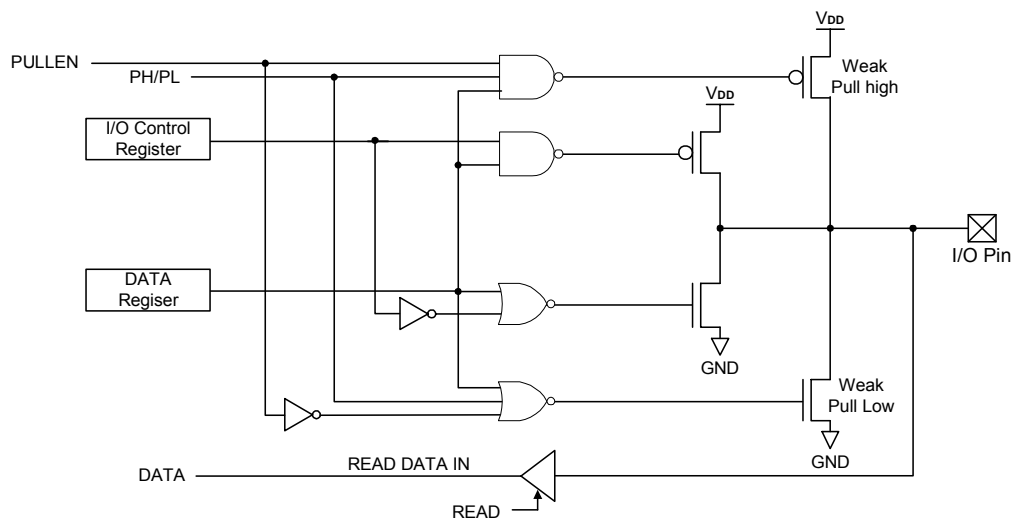 VDD
PULLEN
PH/PL
Weak
Pull high
VDD
I/O Control
Register
I/O Pin
DATA
Regiser
GND
Weak
Pull Low
GND
READ DATA IN
DATA
READ